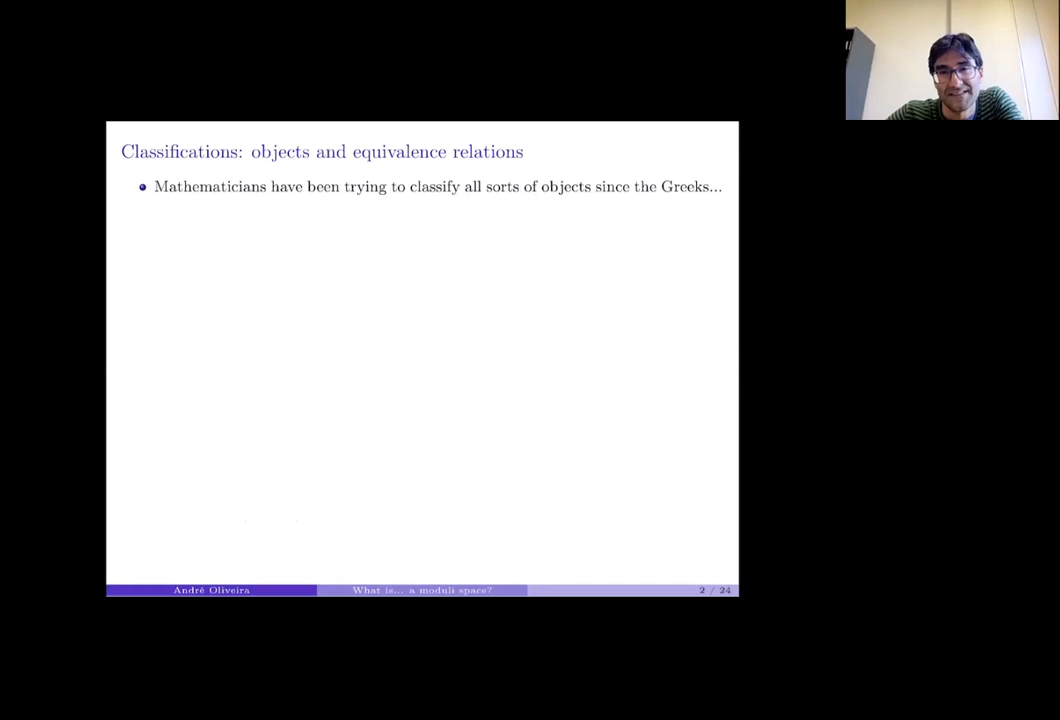 Classifications: objects and equivalence relations
Mathematicians have been trying to classify all sorts of objects since the Greeks...
André Oliveira
What is... a moduli space?
2 / 24